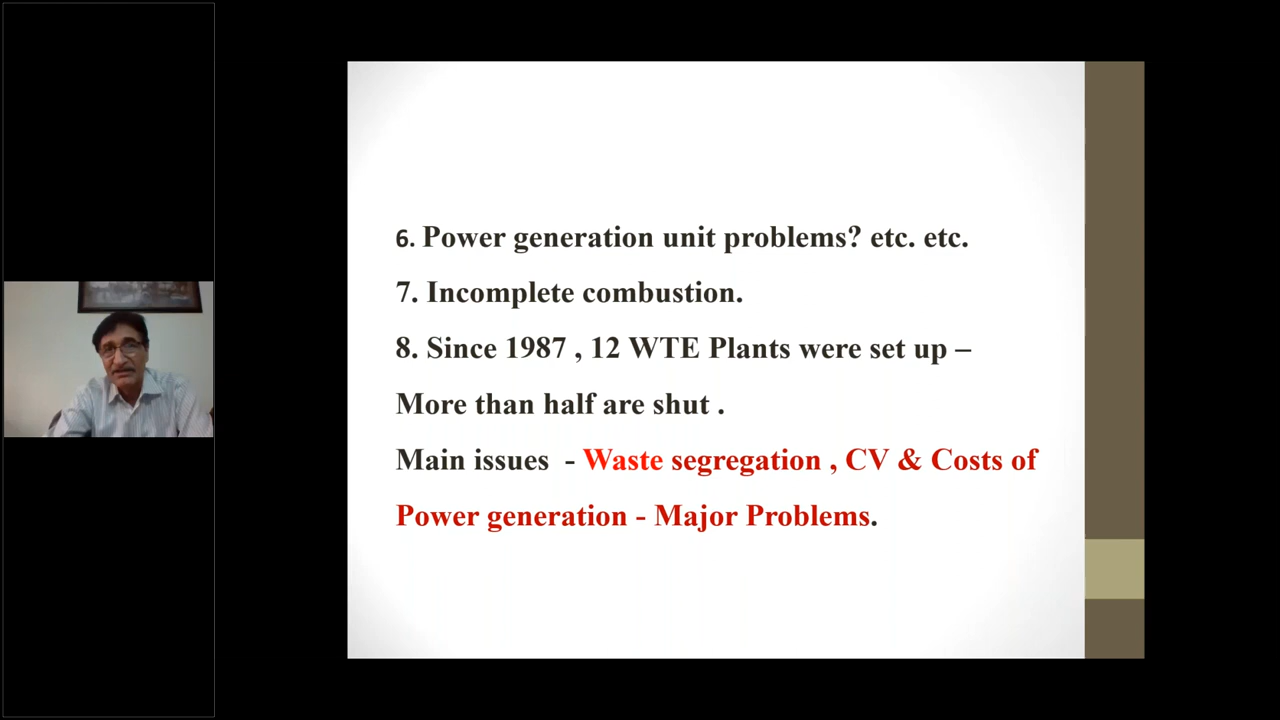 6. Power generation unit problems? etc. etc.
7. Incomplete combustion.
8. Since 1987 , 12 WTE Plants were set up –
More than half are shut .
Main issues - Waste segregation , CV & Costs of
Power generation - Major Problems.